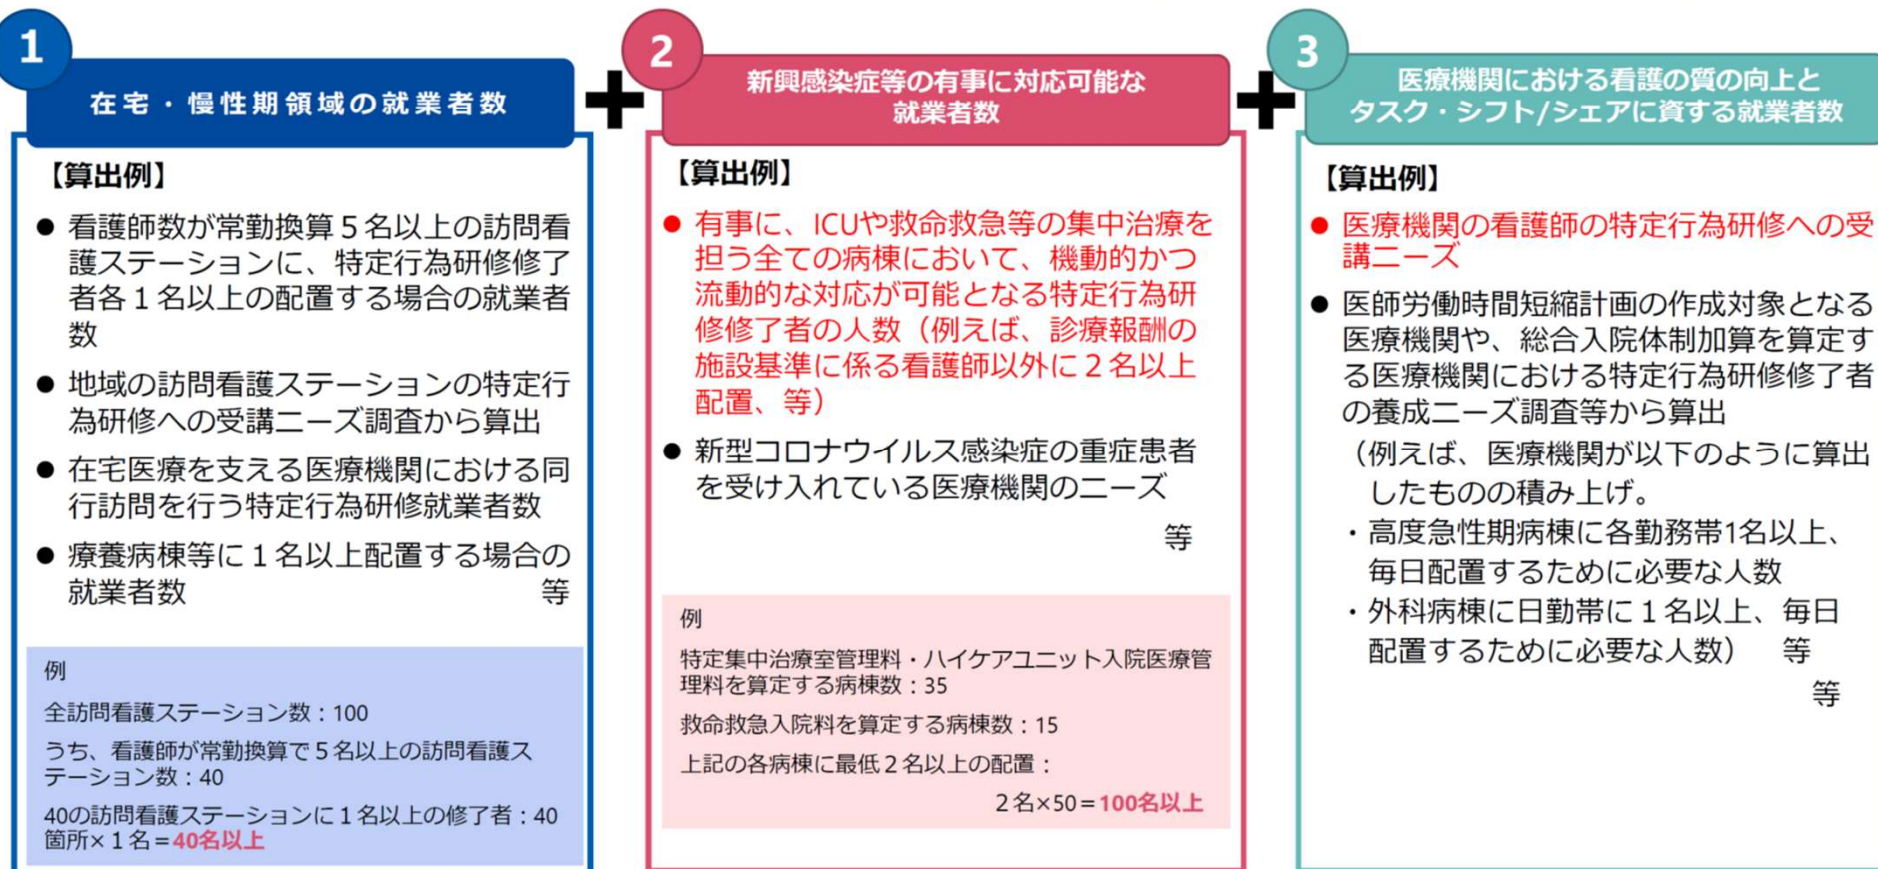 1
在宅・慢性期領域の就業者数
【算出例】
● 看護師数が常勤換算５名以上の訪問看
護ステーションに、特定行為研修修了
者各１名以上の配置する場合の就業者
数
● 地域の訪問看護ステーションの特定行
為研修への受講ニーズ調査から算出
● 在宅医療を支える医療機関における同
行訪問を行う特定行為研修就業者数
● 療養病棟等に１名以上配置する場合の
就業者数 等
例
全訪問看護ステーション数：100
うち、看護師が常勤換算で５名以上の訪問看護ス
テーション数：40
40の訪問看護ステーションに１名以上の修了者：40
箇所×１名＝40名以上
+
2
新興感染症等の有事に対応可能な
就業者数
【算出例】
● 有事に、ICUや救命救急等の集中治療を
担う全ての病棟において、機動的かつ
流動的な対応が可能となる特定行為研
修修了者の人数（例えば、診療報酬の
施設基準に係る看護師以外に２名以上
配置、等）
● 新型コロナウイルス感染症の重症患者
を受け入れている医療機関のニーズ
等
例
特定集中治療室管理料・ハイケアユニット入院医療管
理料を算定する病棟数：35
救命救急入院料を算定する病棟数：15
上記の各病棟に最低２名以上の配置：
２名×50＝100名以上
+
3
医療機関における看護の質の向上と
タスク・シフト/シェアに資する就業者数
【算出例】
● 医療機関の看護師の特定行為研修への受
講ニーズ
● 医師労働時間短縮計画の作成対象となる
医療機関や、総合入院体制加算を算定す
る医療機関における特定行為研修修了者
の養成ニーズ調査等から算出
（例えば、医療機関が以下のように算出
したものの積み上げ。
・高度急性期病棟に各勤務帯1名以上、
毎日配置するために必要な人数
・外科病棟に日勤帯に１名以上、毎日
配置するために必要な人数） 等
等